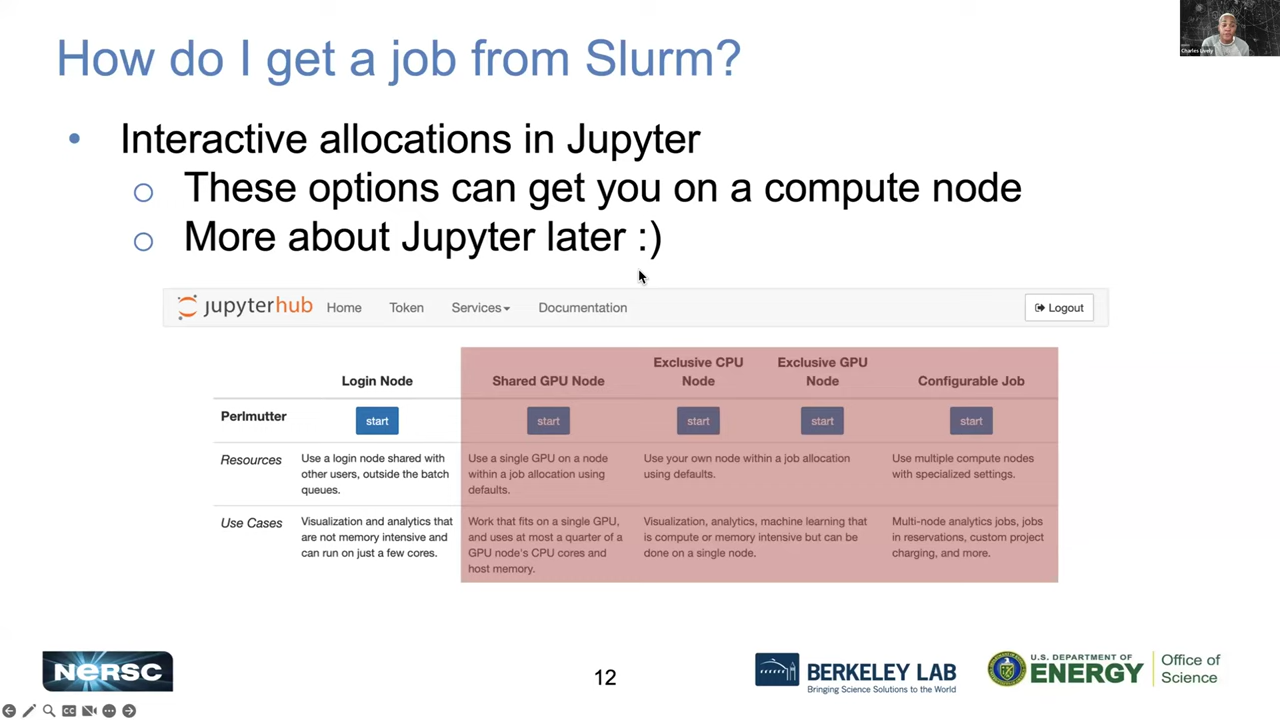 How do I get a job from Slurm?
Charles Lively
• Interactive allocations in Jupyter
o These options can get you on a compute node
o More about Jupyter later :)
jupyterhub Home Token Services Documentation Logout
Login Node Shared GPU Node Exclusive CPU Node Exclusive GPU Node Configurable Job
Perlmutter start start start start start
Resources
Use a login node shared with
other users, outside the batch
queues.
Use a single GPU on a node
within a job allocation using
defaults.
Use your own node within a job allocation
using defaults.
Use multiple compute nodes
with specialized settings.
Use Cases
Visualization and analytics that
are not memory intensive and
can run on just a few cores.
Work that fits on a single GPU,
and uses at most a quarter of a
GPU node's CPU cores and
host memory.
Visualization, analytics, machine learning that
is compute or memory intensive but can be
done on a single node.
Multi-node analytics jobs, jobs
in reservations, custom project
charging, and more.
NERSC
12
BERKELEY LAB
Bringing Science Solutions to the World
U.S. DEPARTMENT OF
ENERGY
Office of
Science